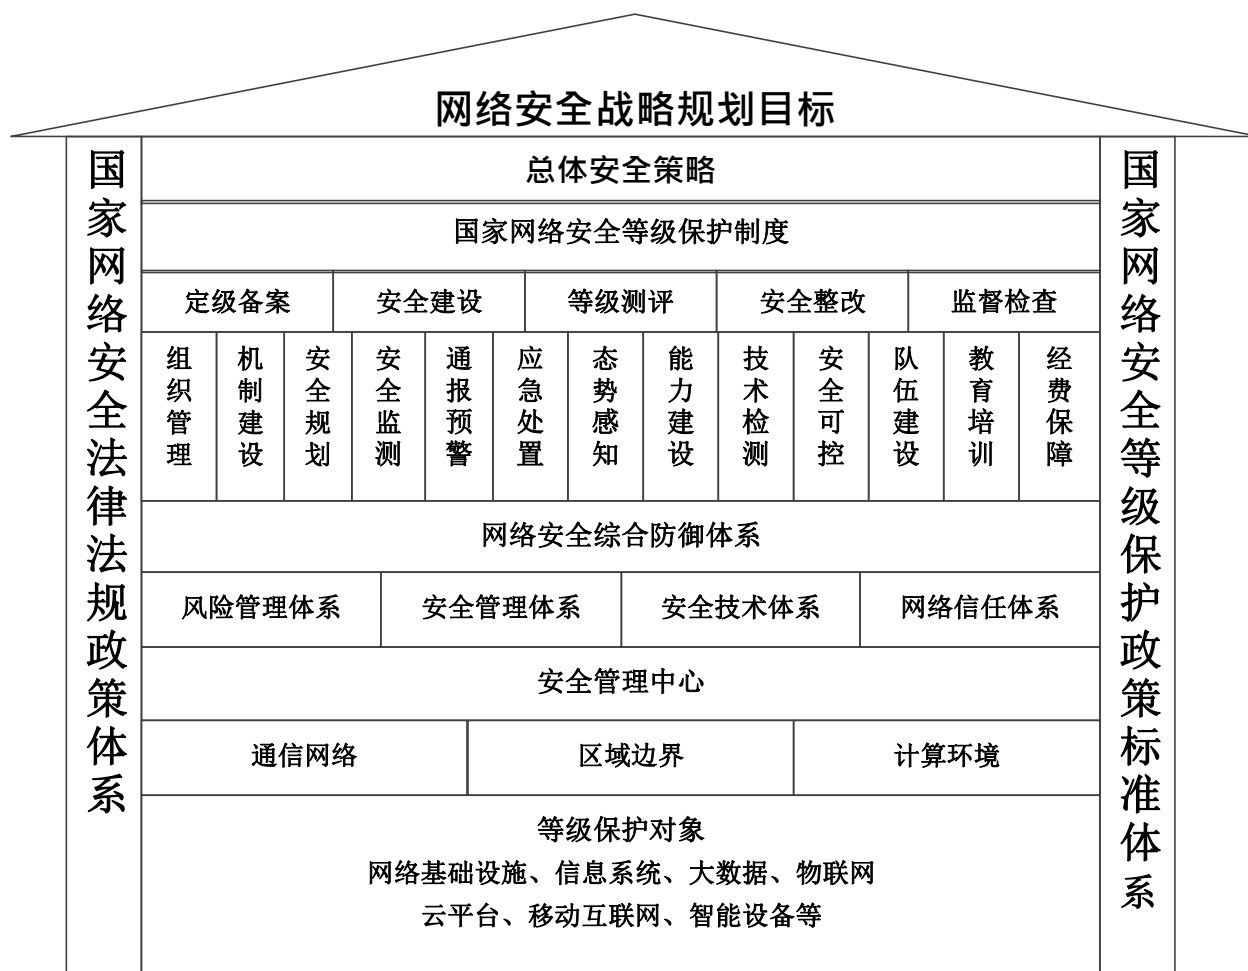 网络安全战略规划目标
国家网络安全法律法规政策体系
总体安全策略
国家网络安全等级保护制度
定级备案
安全建设
等级测评
安全整改
监督检查
组织管理
机制建设
安全规划
安全监测
通报预警
应急处置
态势感知
能力建设
技术检测
安全可控
队伍建设
教育培训
经费保障
网络安全综合防御体系
风险管理体系
安全管理体系
安全技术体系
网络信任体系
安全管理中心
通信网络
区域边界
计算环境
等级保护对象
网络基础设施、信息系统、大数据、物联网
云平台、移动互联网、智能设备等
国家网络安全等级保护政策标准体系